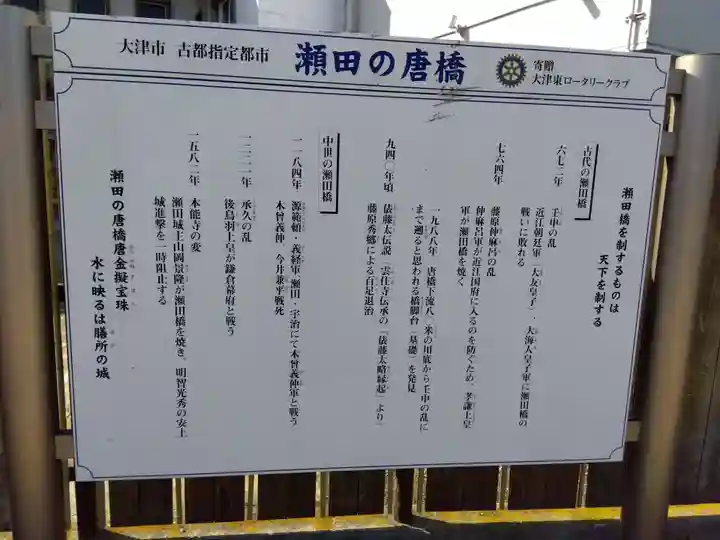 大津市 古都指定都市
瀬田の唐橋
寄贈
大津東ロータリークラブ
瀬田橋を制するものは
天下を制する
古代の瀬田橋
六七二年 壬申の乱
近江朝廷軍（大友皇子）、大海人皇子軍に瀬田橋の
戦いに敗れる
七六四年 藤原仲麻呂の乱
仲麻呂軍が近江国府に入るのを防ぐため、孝謙上皇
軍が瀬田橋を焼く
一九八八年 唐橋下流八〇米の川底から壬申の乱に
まで遡ると思われる橋脚台（基礎）を発見
九四〇年頃 俵藤太伝説（雲住寺伝承の「俵藤太略縁起」より）
藤原秀郷による百足退治
中世の瀬田橋
一一八四年 源範頼・義経軍・瀬田・宇治にて木曾義仲軍と戦う
木曾義仲 今井兼平戦死
一二二一年 承久の乱
後鳥羽上皇が鎌倉幕府と戦う
一五八二年 本能寺の変
瀬田城主山岡景隆が瀬田橋を焼き、明智光秀の安土
城進撃を一時阻止する
瀬田の唐橋唐金擬宝珠
水に映るは膳所の城